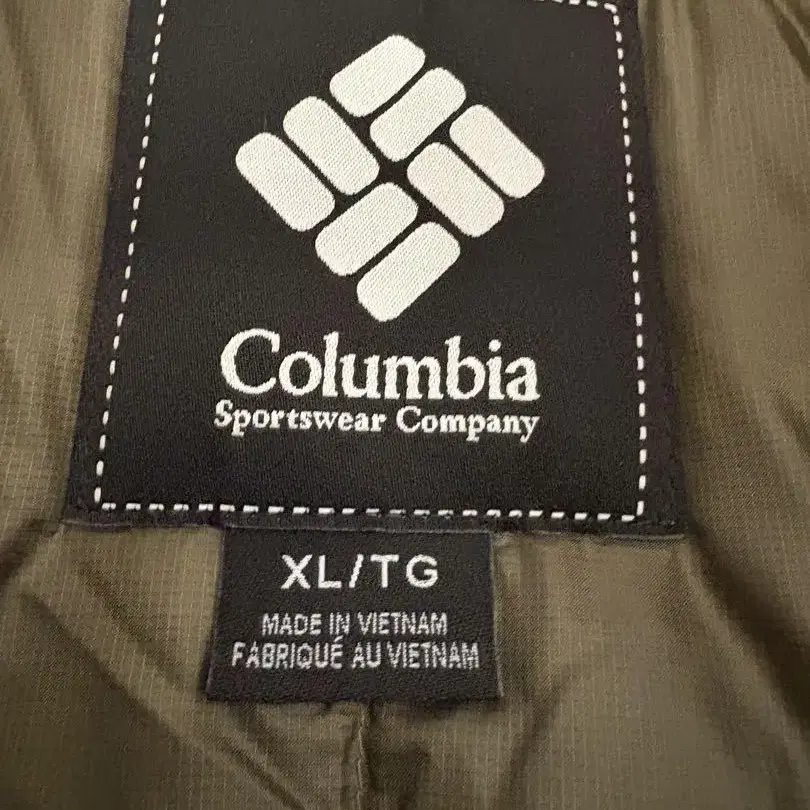 Columbia
Sportswear Company
XL/TG
MADE IN VIETNAM
FABRIQUÉ AU VIETNAM